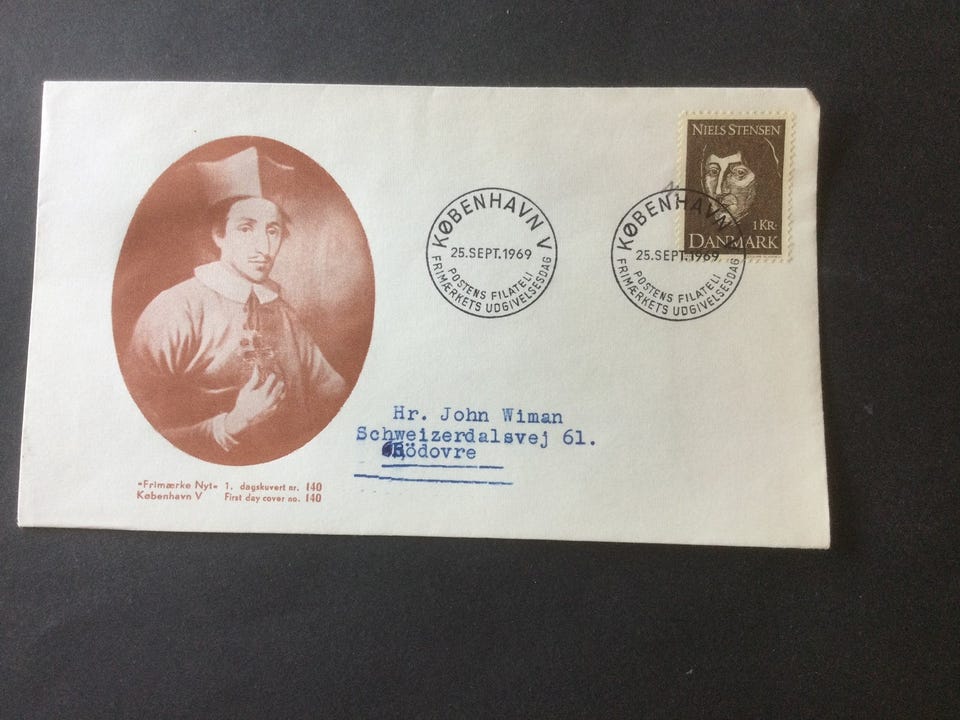 NIELS STENSEN
1 KR.
DANMARK
KØBENHAVN V
25.SEPT.1969
POSTENS FILATELI
FRIMÆRKETS UDGIVELSESDAG
KØBENHAVN V
25.SEPT.1969
POSTENS FILATELI
FRIMÆRKETS UDGIVELSESDAG
Hr. John Wiman
Schweizerdalsvej 61.
Rödovre
"Frimærke Nyt" 1. dagskuvert nr. 140
København V First day cover no. 140